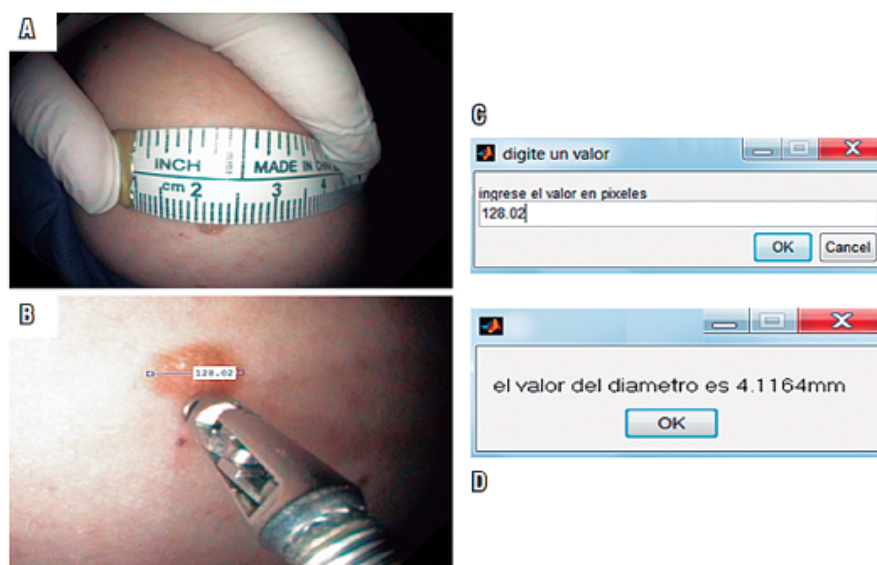 A
INCH MADE IN
cm 2 3 4
B
128.02
C
digite un valor
ingrese el valor en pixeles
128.02
OK Cancel
el valor del diametro es 4.1164mm
OK
D